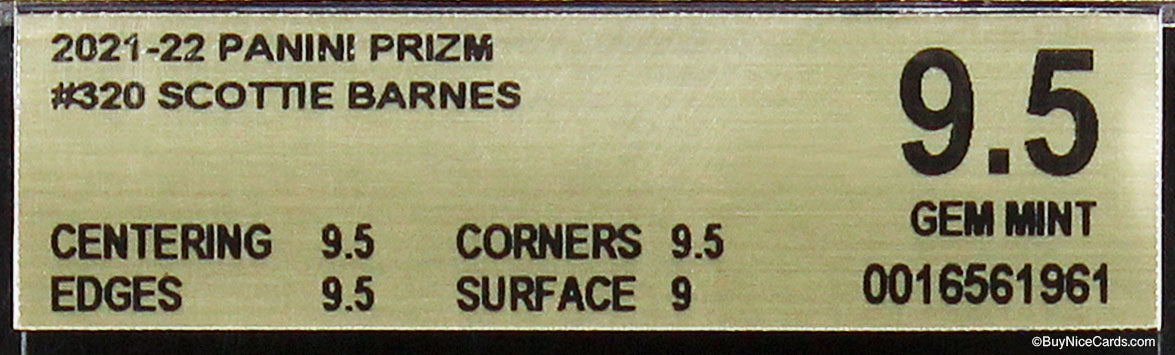 2021-22 PANINI PRIZM
#320 SCOTTIE BARNES
9.5
GEM MINT
CENTERING 9.5 CORNERS 9.5
EDGES 9.5 SURFACE 9
0016561961
©BuyNiceCards.com